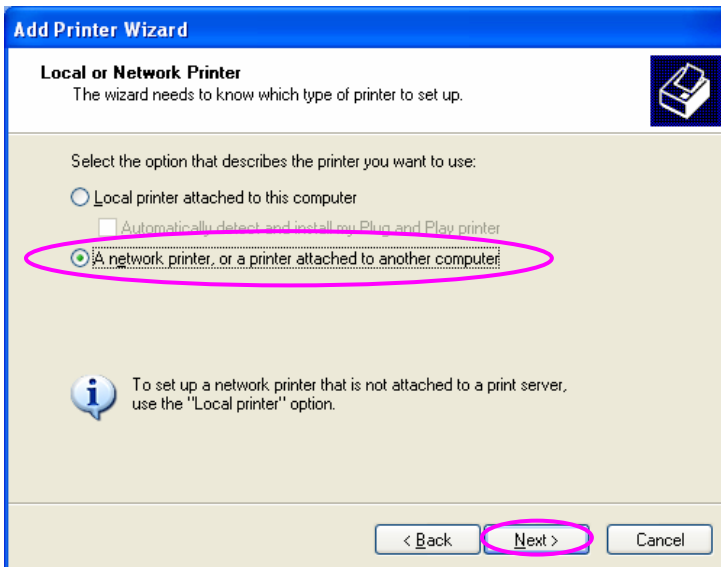 Add Printer Wizard
Local or Network Printer
The wizard needs to know which type of printer to set up.
Select the option that describes the printer you want to use:
Local printer attached to this computer
Automatically detect and install my Plug and Play printer
A network printer, or a printer attached to another computer
To set up a network printer that is not attached to a print server,
use the "Local printer" option.
< Back Next > Cancel